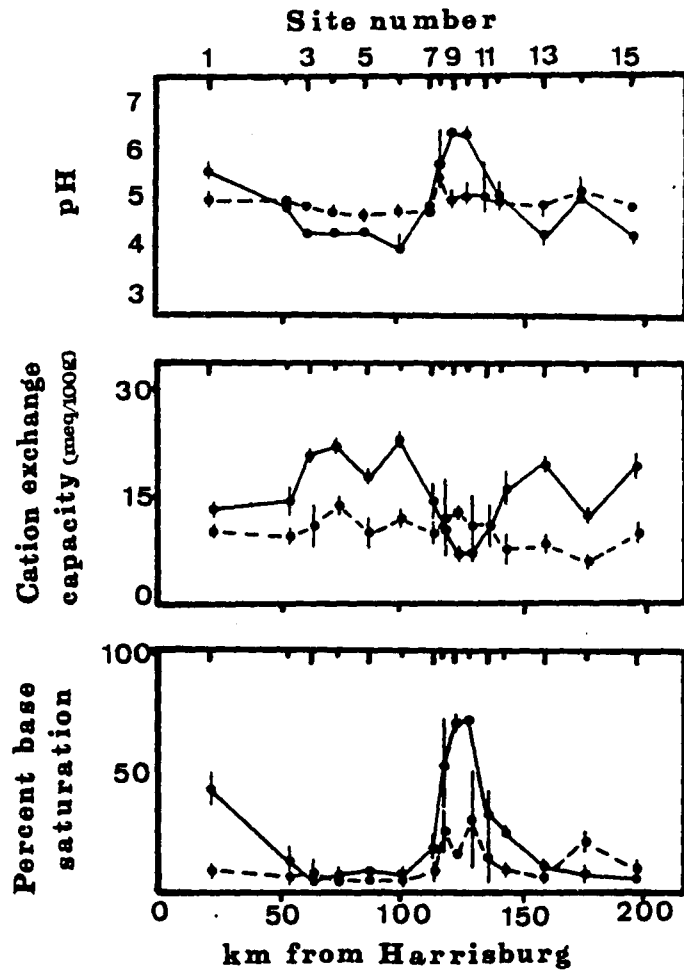 Site number
1 3 5 7 9 11 13 15
7
6
5
4
3
pH
30
15
0
Cation exchange
capacity (meq/100g)
100
50
Percent base
saturation
0 50 100 150 200
km from Harrisburg